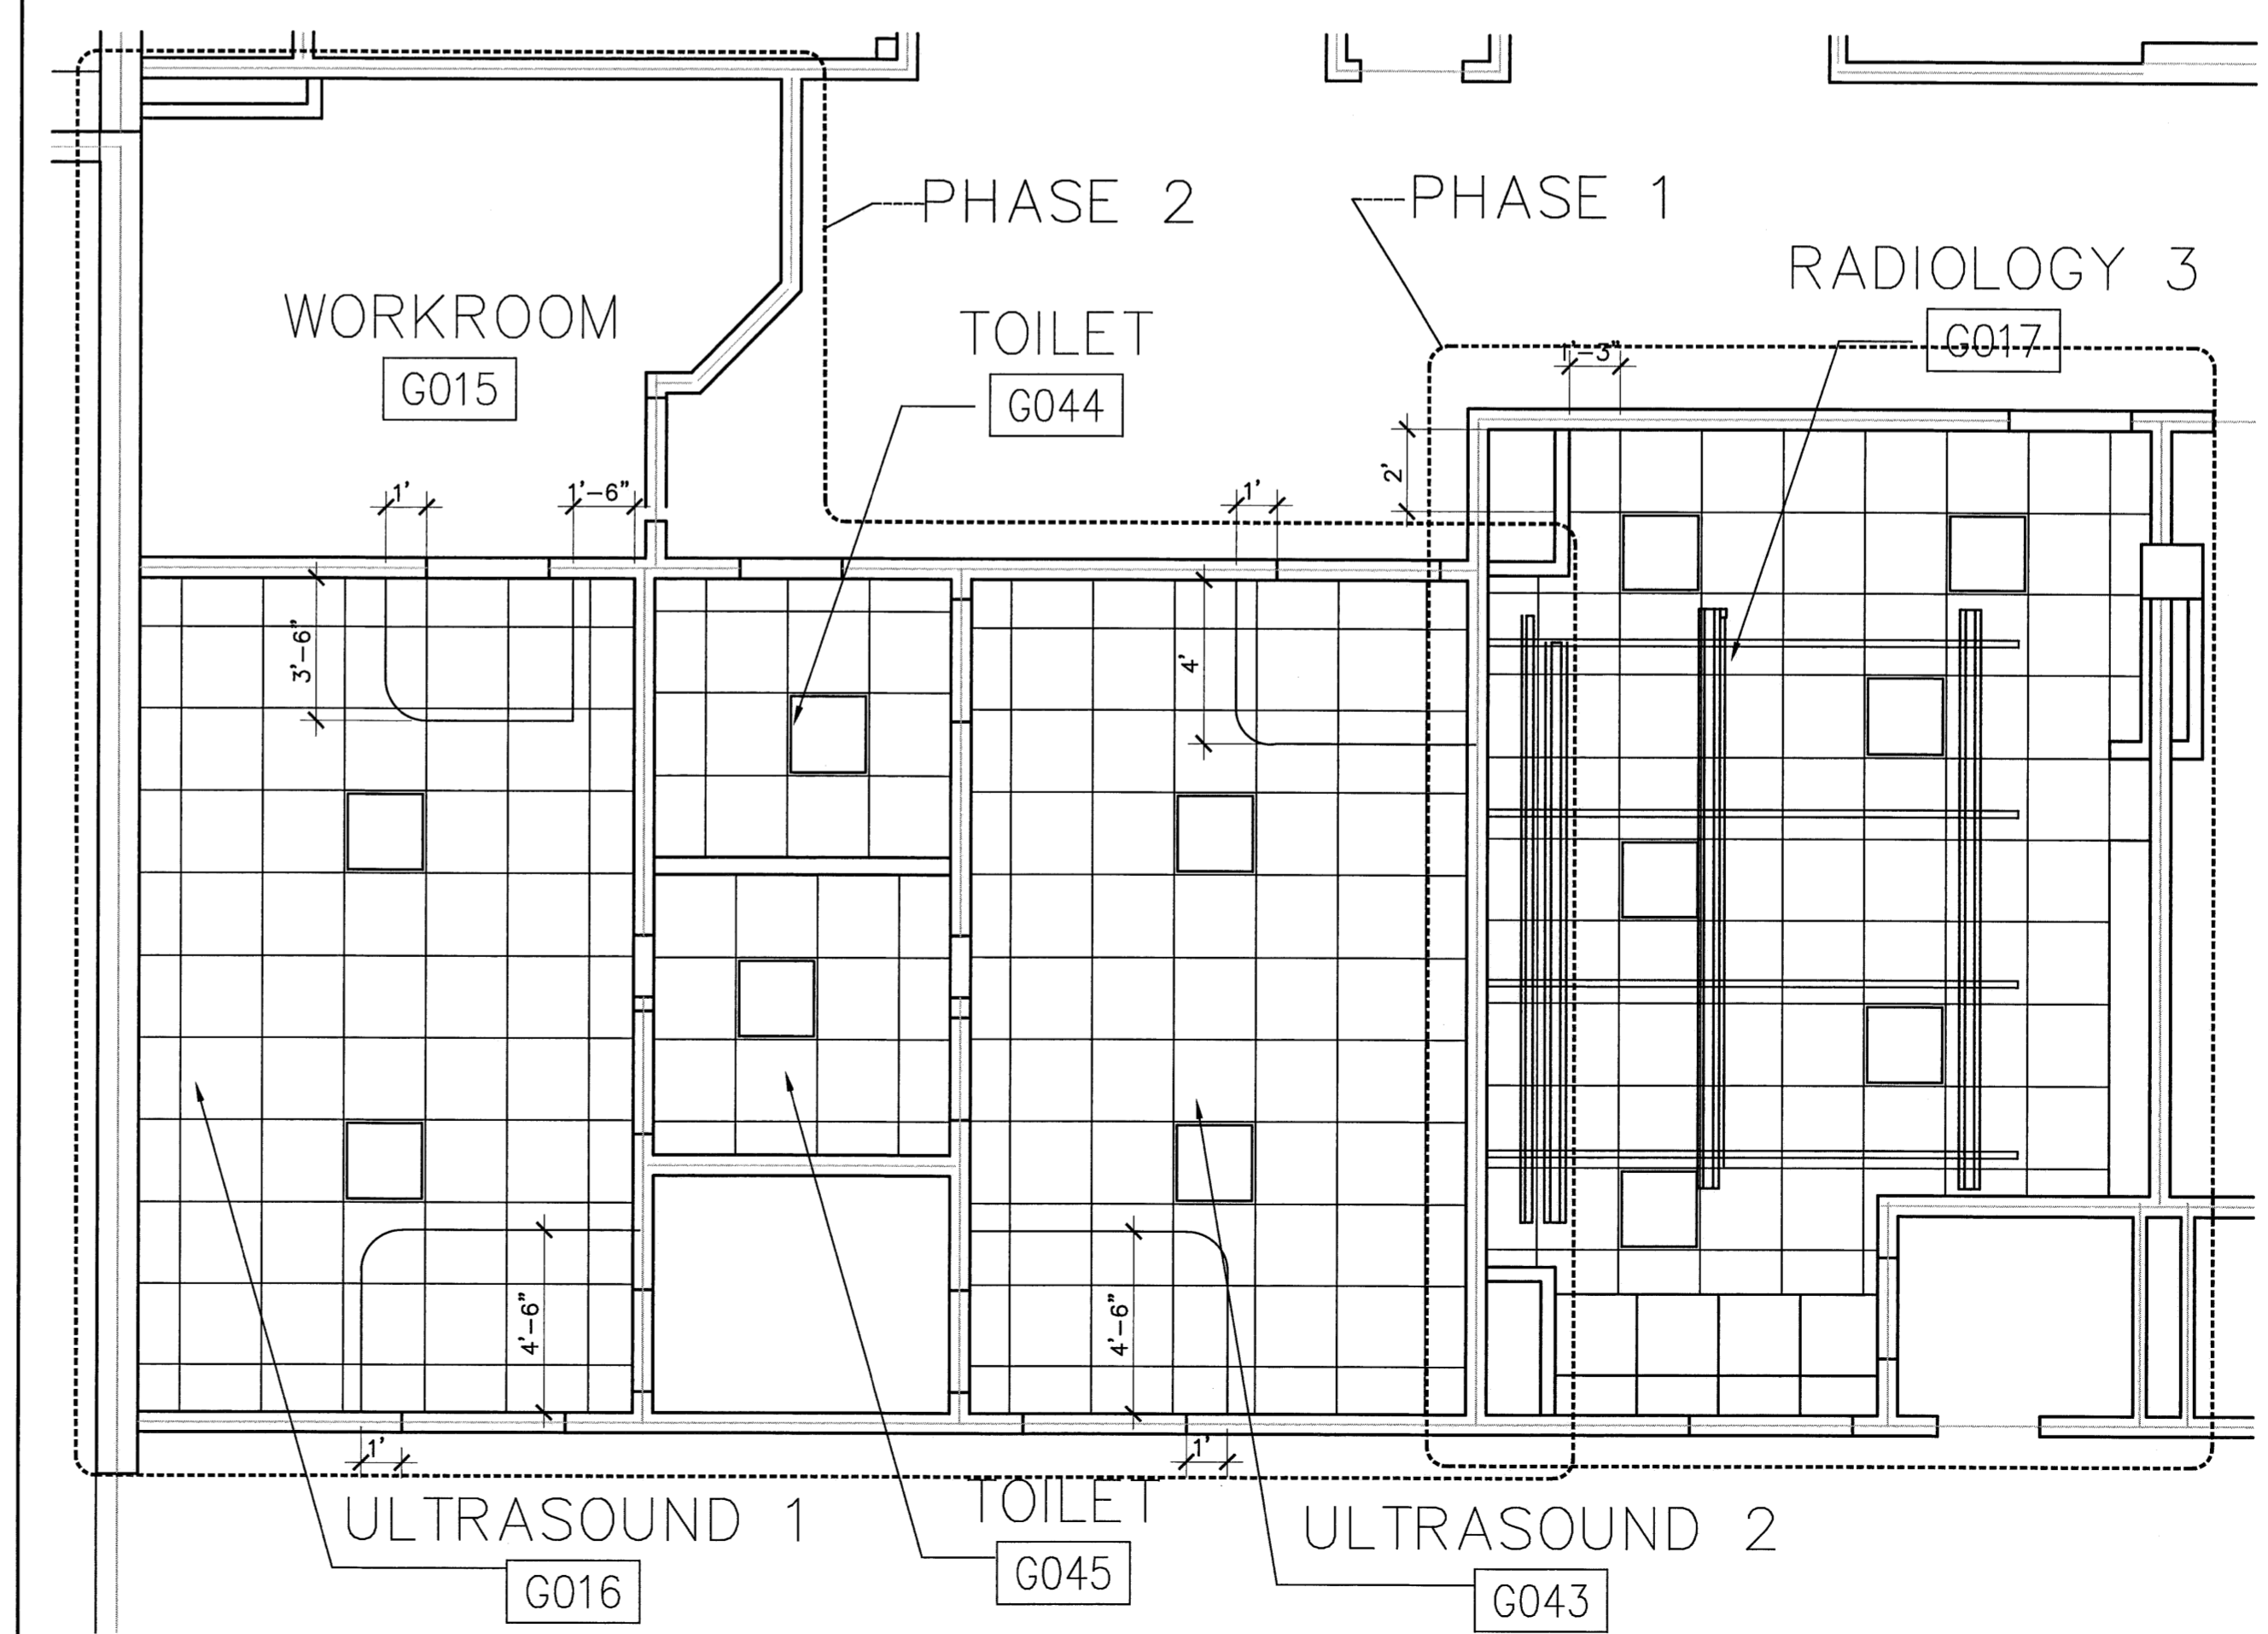 PHASE 2
PHASE 1
RADIOLOGY 3
G017
WORKROOM
G015
TOILET
G044
1'-3"
2'
1'
1'-6"
1'
3'-6"
4'
4'-6"
4'-6"
1'
1'
ULTRASOUND 1
G016
TOILET
G045
ULTRASOUND 2
G043